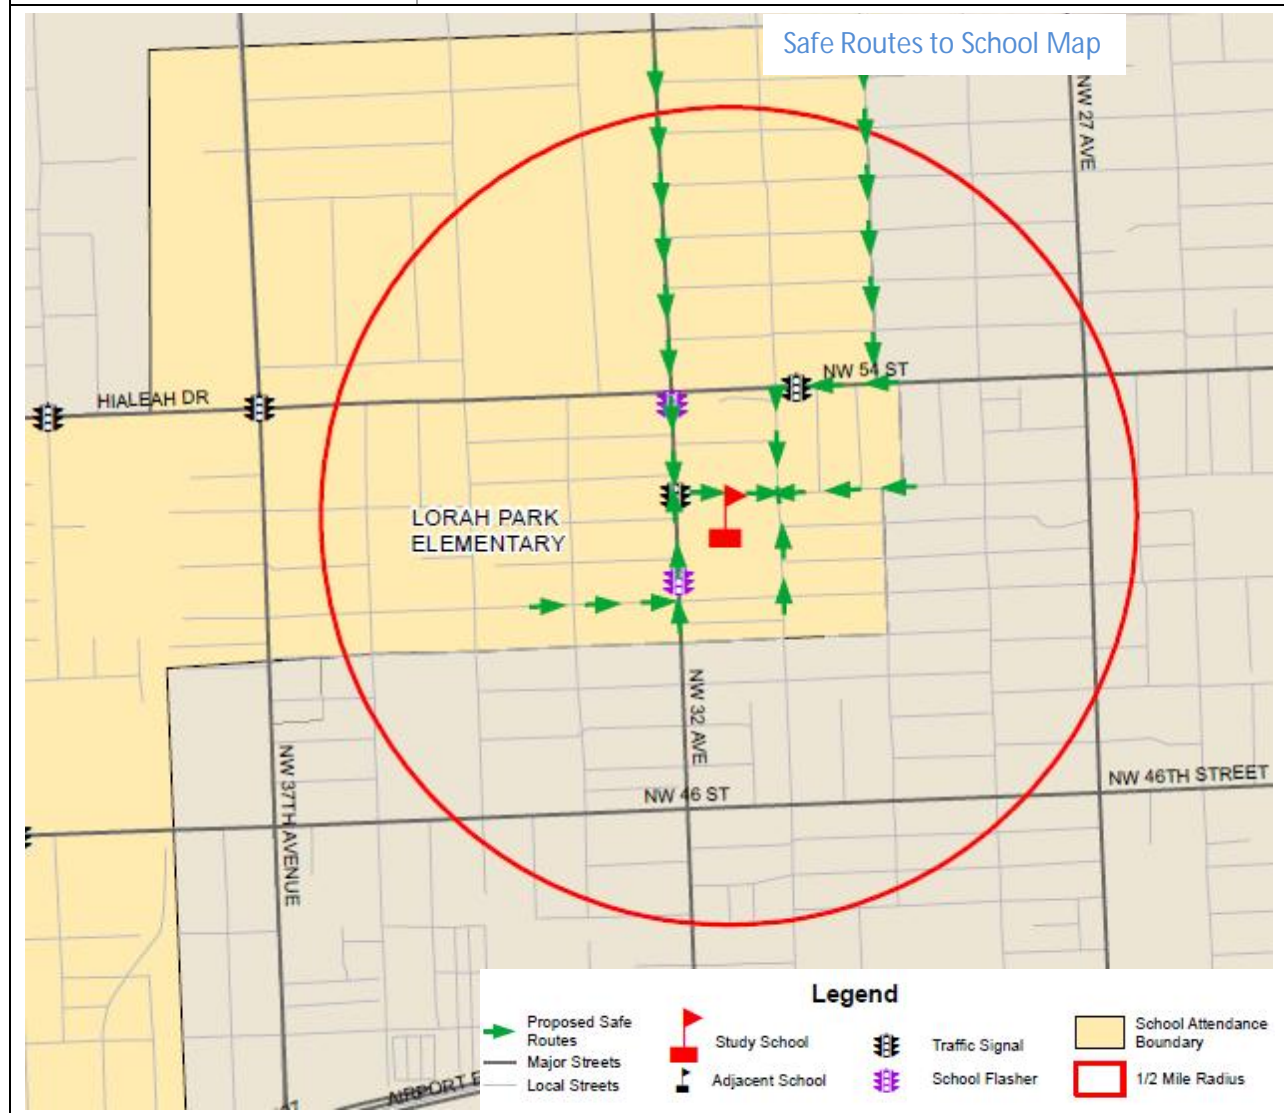 Safe Routes to School Map
NW 27 AVE
NW 54 ST
HIALEAH DR
LORAH PARK
ELEMENTARY
NW 32 AVE
NW 37TH AVENUE
NW 46 ST
NW 46TH STREET
AIRPORT E
Legend
Proposed Safe
Routes
Major Streets
Local Streets
Study School
Adjacent School
Traffic Signal
School Flasher
School Attendance
Boundary
1/2 Mile Radius